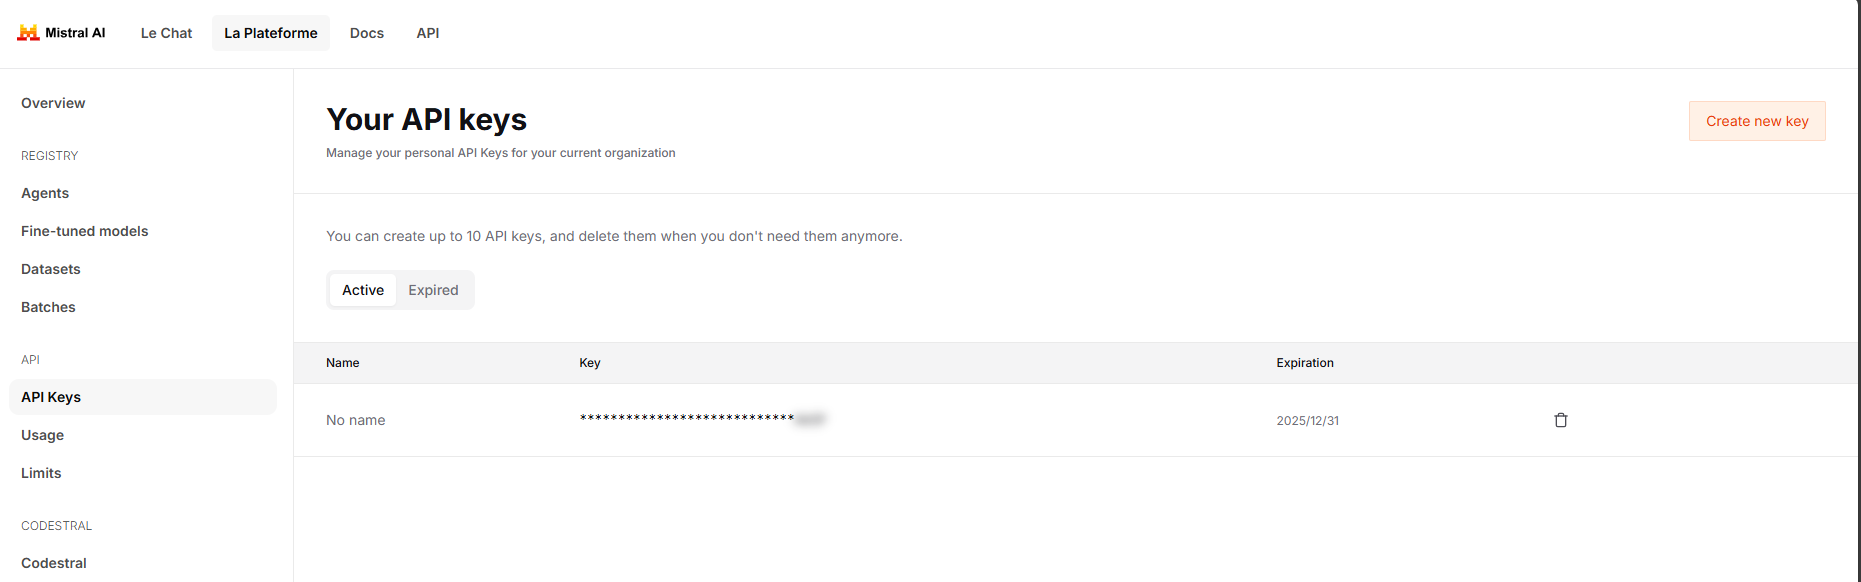 Mistral AI
Le Chat
La Plateforme
Docs
API
Overview
REGISTRY
Agents
Fine-tuned models
Datasets
Batches
API
API Keys
Usage
Limits
CODESTRAL
Codestral
Your API keys
Manage your personal API Keys for your current organization
Create new key
You can create up to 10 API keys, and delete them when you don't need them anymore.
Active Expired
Name Key Expiration
No name **************************** 2025/12/31